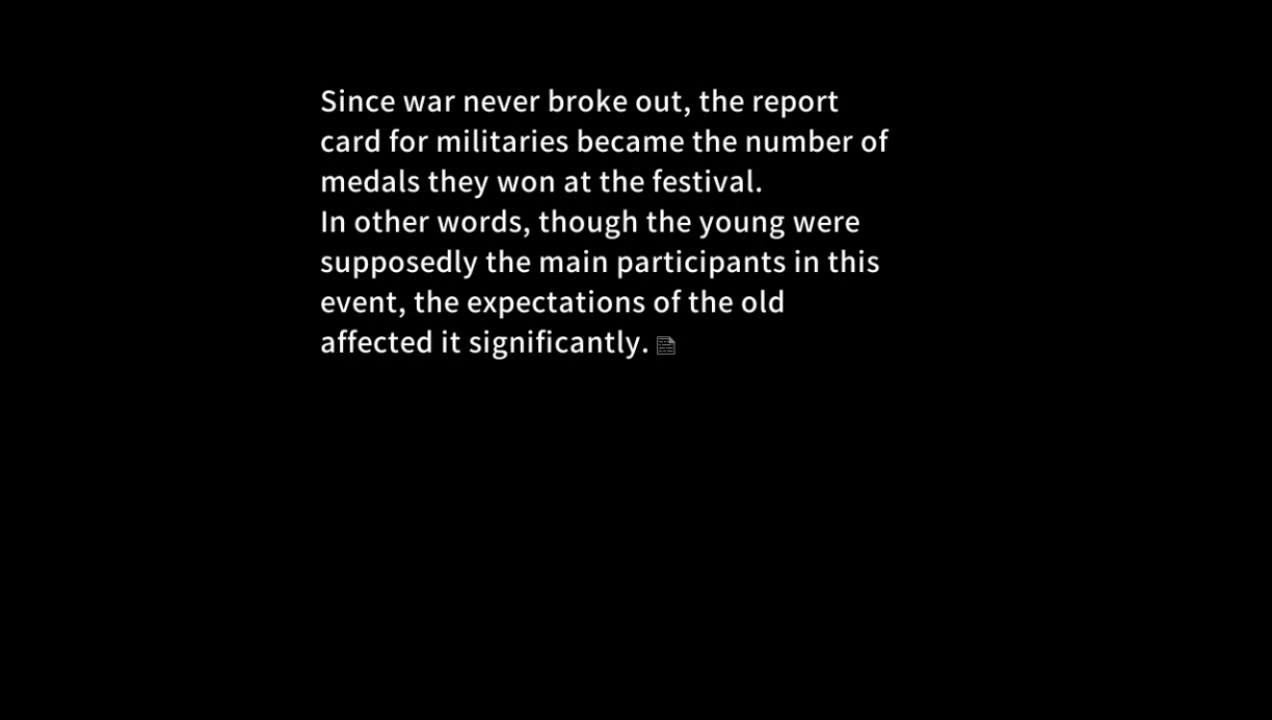 Since war never broke out, the report
card for militaries became the number of
medals they won at the festival.
In other words, though the young were
supposedly the main participants in this
event, the expectations of the old
affected it significantly.